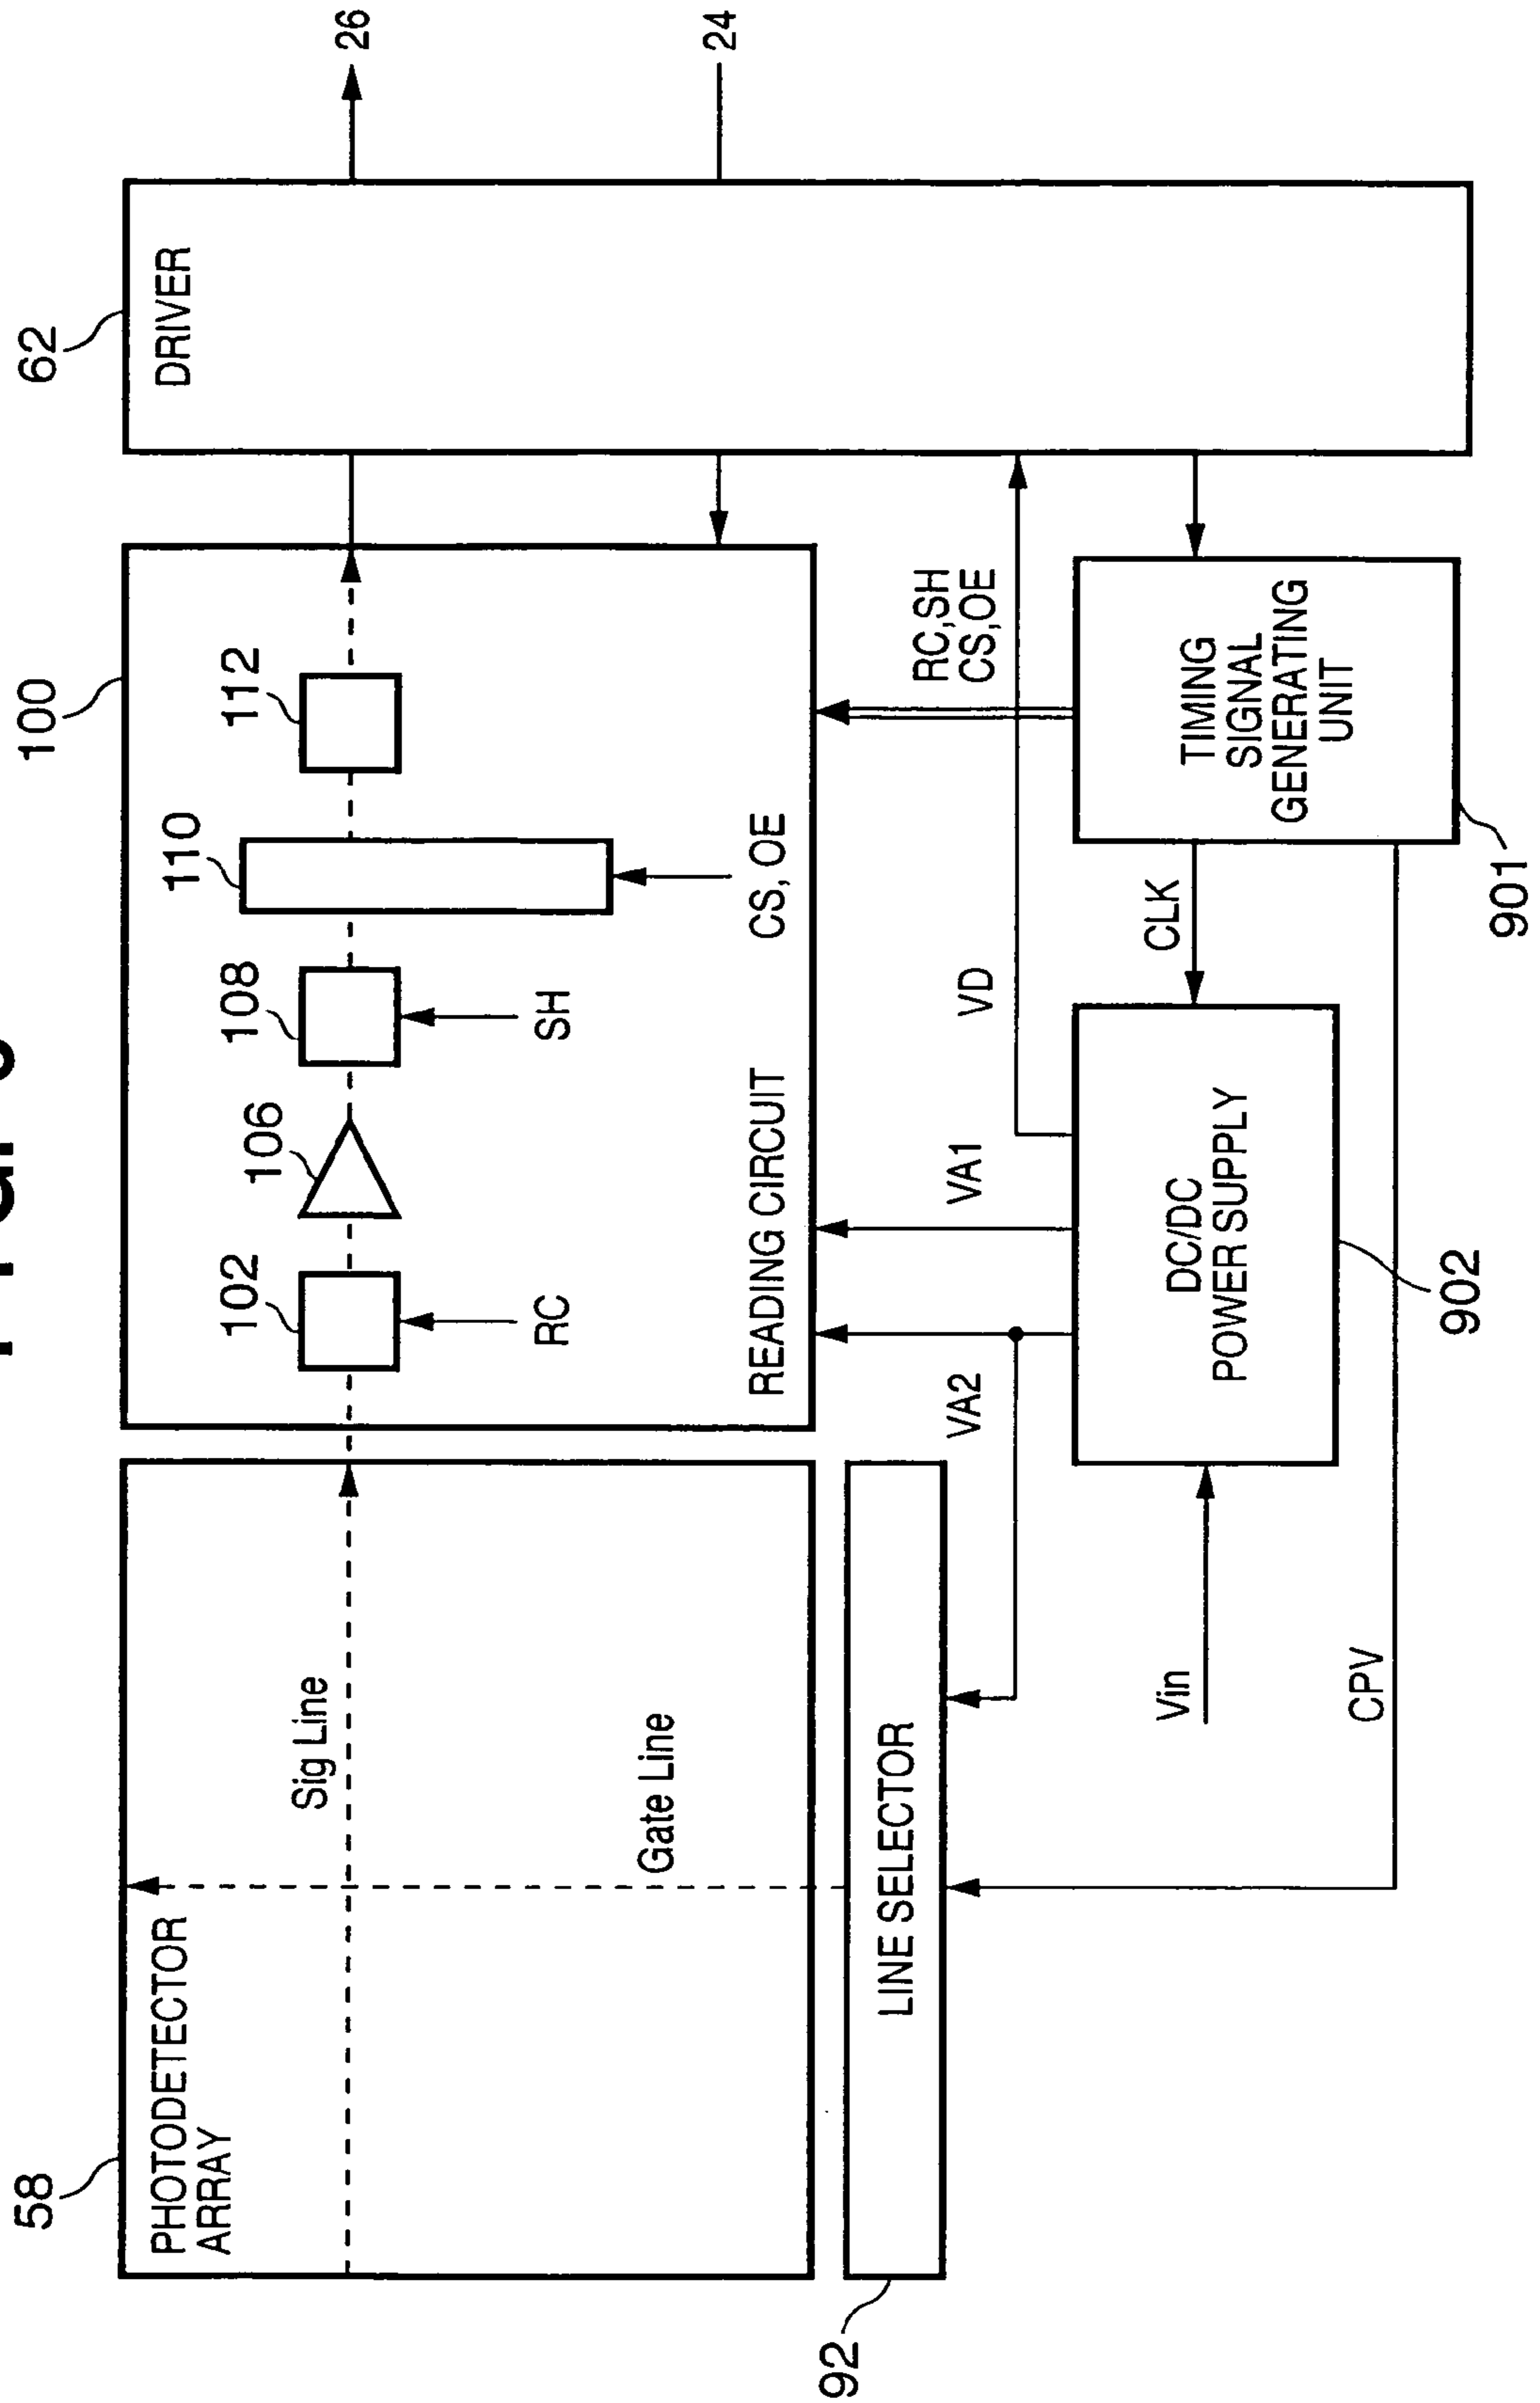 58
100
62
PHOTODETECTOR
ARRAY
Sig Line
Gate Line
102
106
108
110
112
RC
SH
CS, OE
READING CIRCUIT
DRIVER
26
24
92
LINE SELECTOR
VA2
VA1
VD
RC,SH
CS,OE
Vin
DC/DC
POWER SUPPLY
902
CLK
TIMING
SIGNAL
GENERATING
UNIT
901
CPV